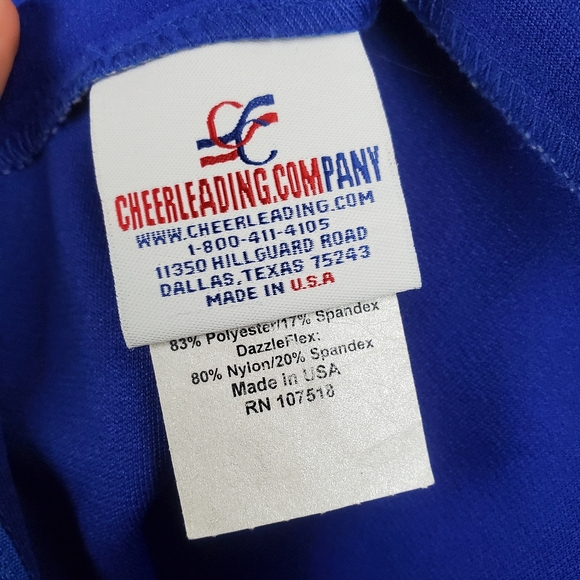 CHEERLEADING.COMPANY
WWW.CHEERLEADING.COM
1-800-411-4105
11350 HILLGUARD ROAD
DALLAS, TEXAS 75243
MADE IN U.S.A
83% Polyester/17% Spandex
DazzleFlex:
80% Nylon/20% Spandex
Made in USA
RN 107518